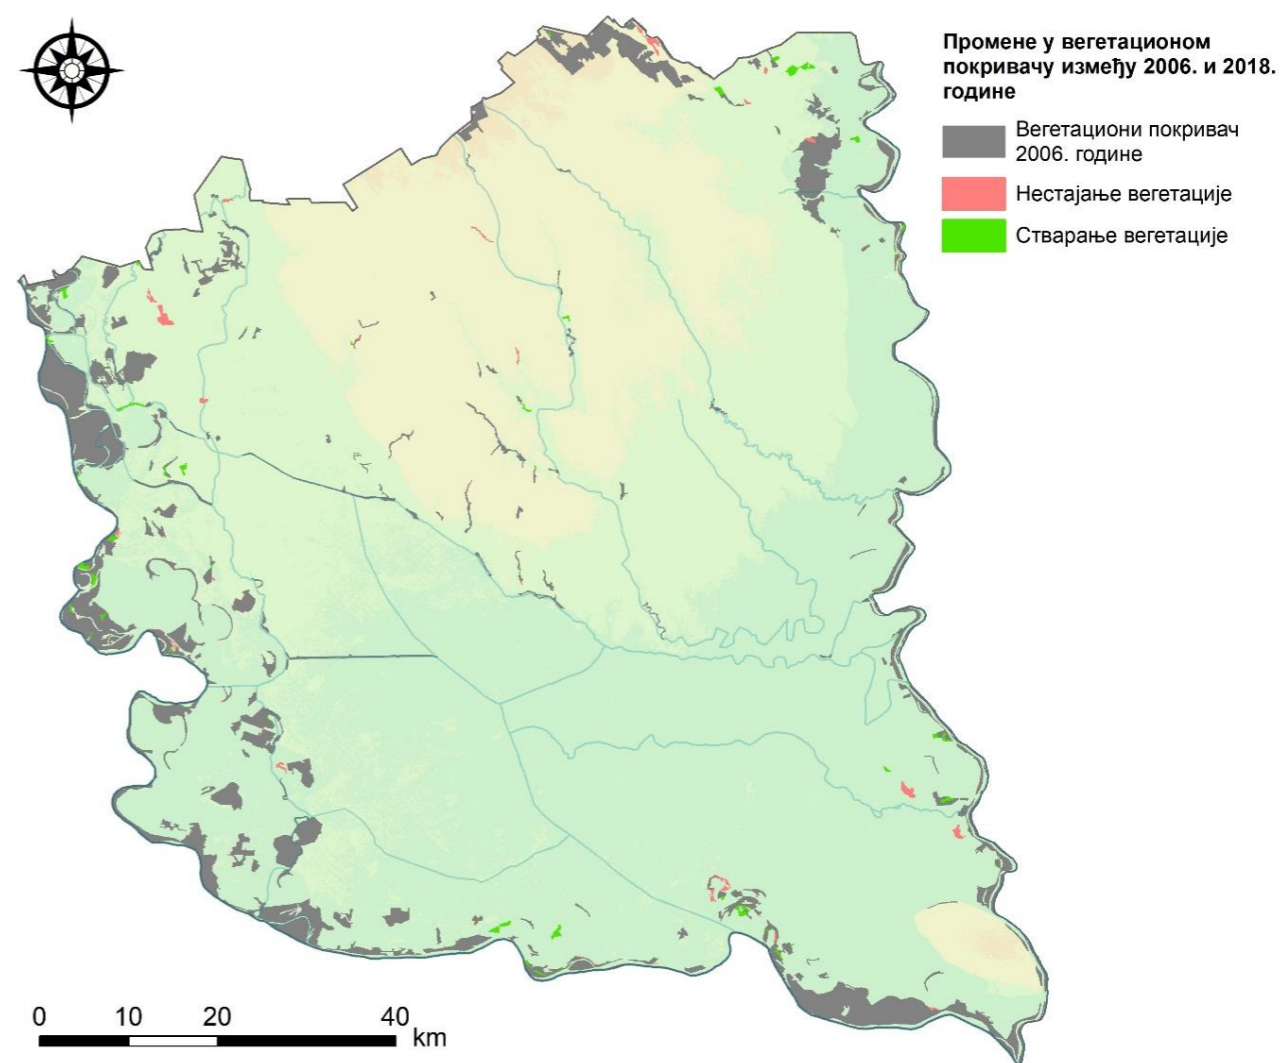 Промене у вегетационом
покривачу између 2006. и 2018.
године
Вегетациони покривач
2006. године
Нестајање вегетације
Стварање вегетације
0 10 20 40
km